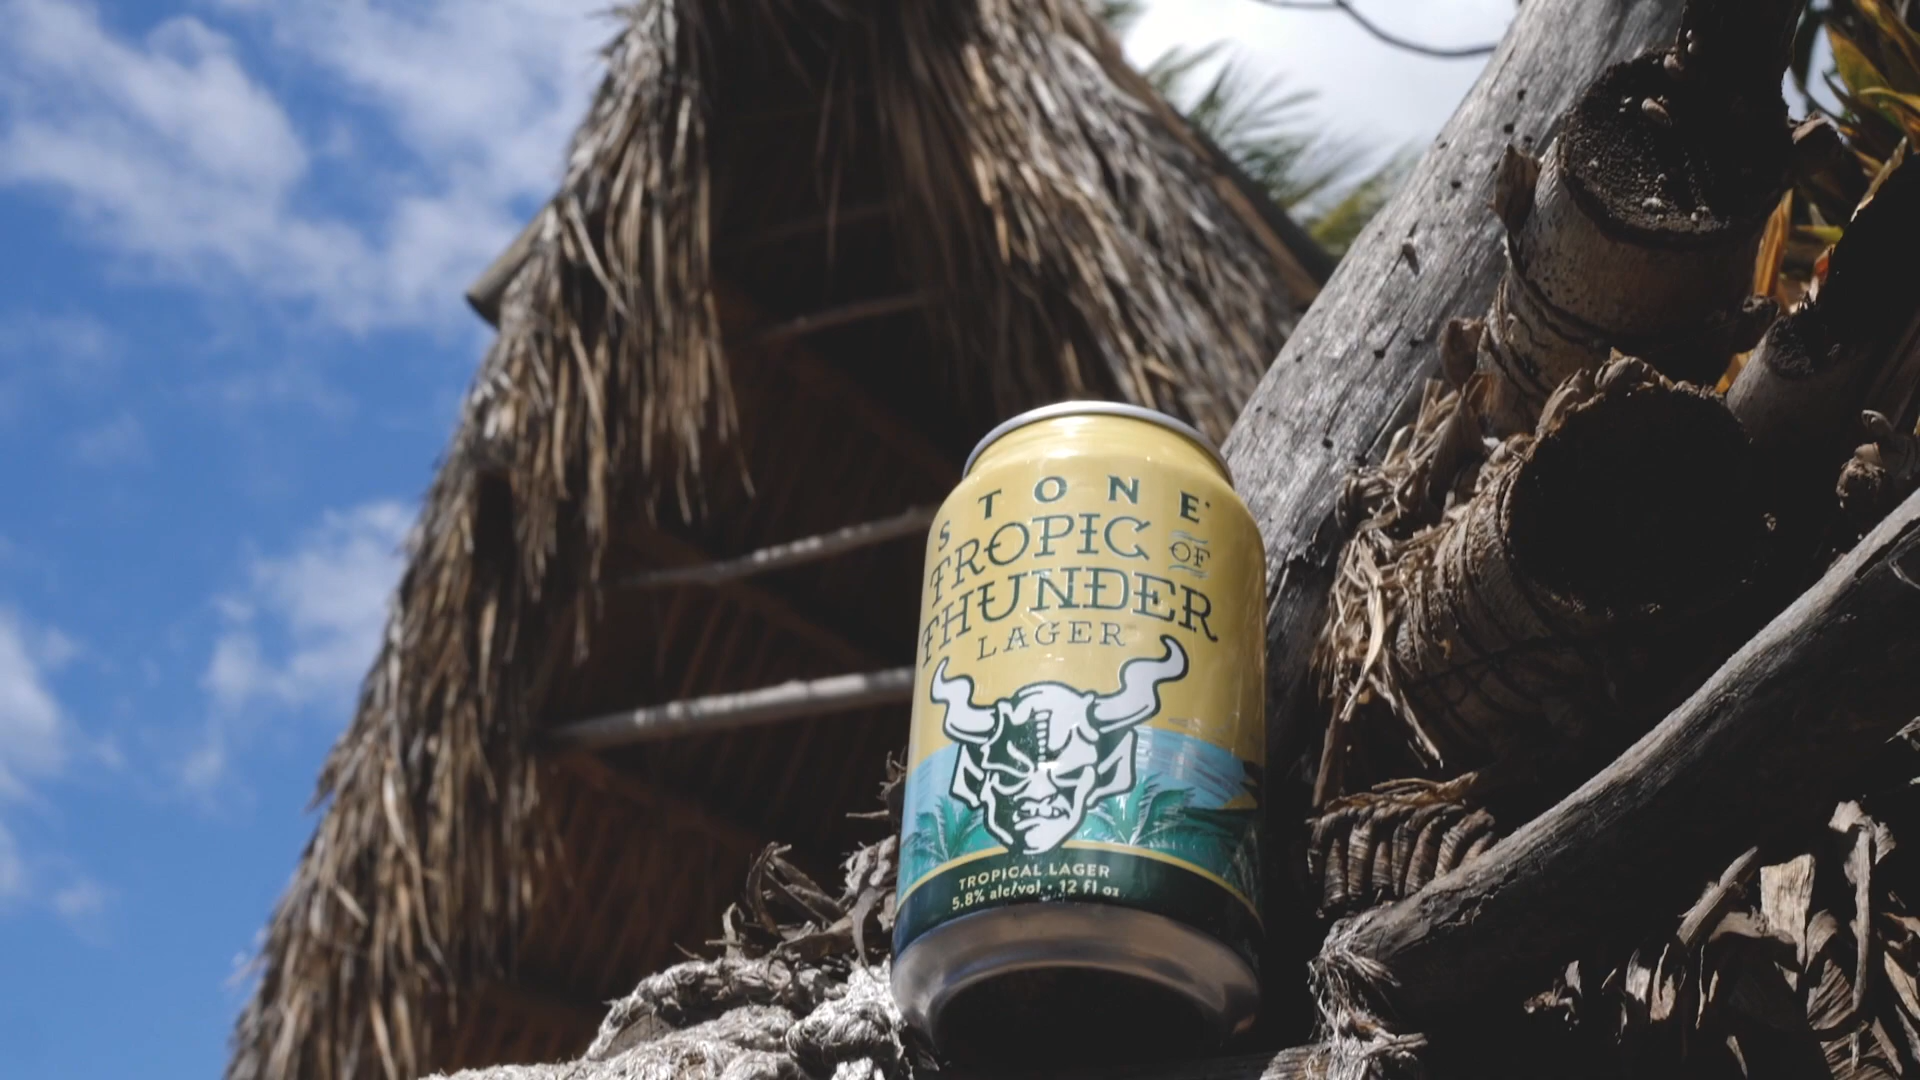 STONE
TROPIC OF
THUNDER
LAGER
TROPICAL LAGER
5.8% alc/vol • 12 fl oz